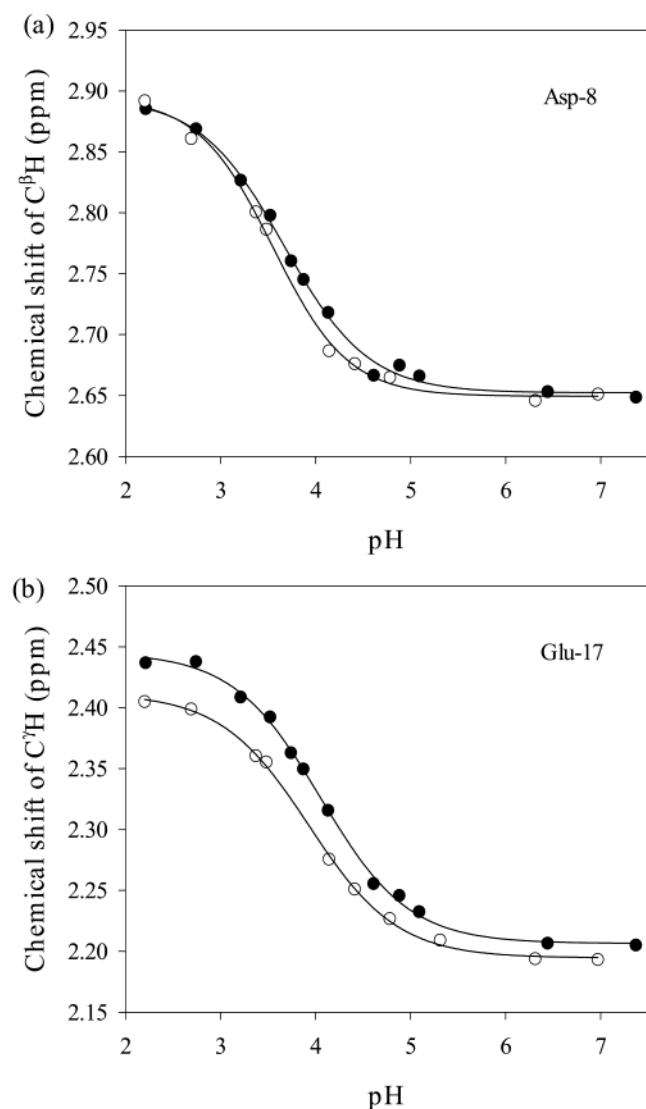 (a)
2.95
2.90
2.85
2.80
2.75
2.70
2.65
2.60
Chemical shift of CᵝH (ppm)
Asp-8
2 3 4 5 6 7
pH
(b)
2.50
2.45
2.40
2.35
2.30
2.25
2.20
2.15
Chemical shift of CᵞH (ppm)
Glu-17
2 3 4 5 6 7
pH